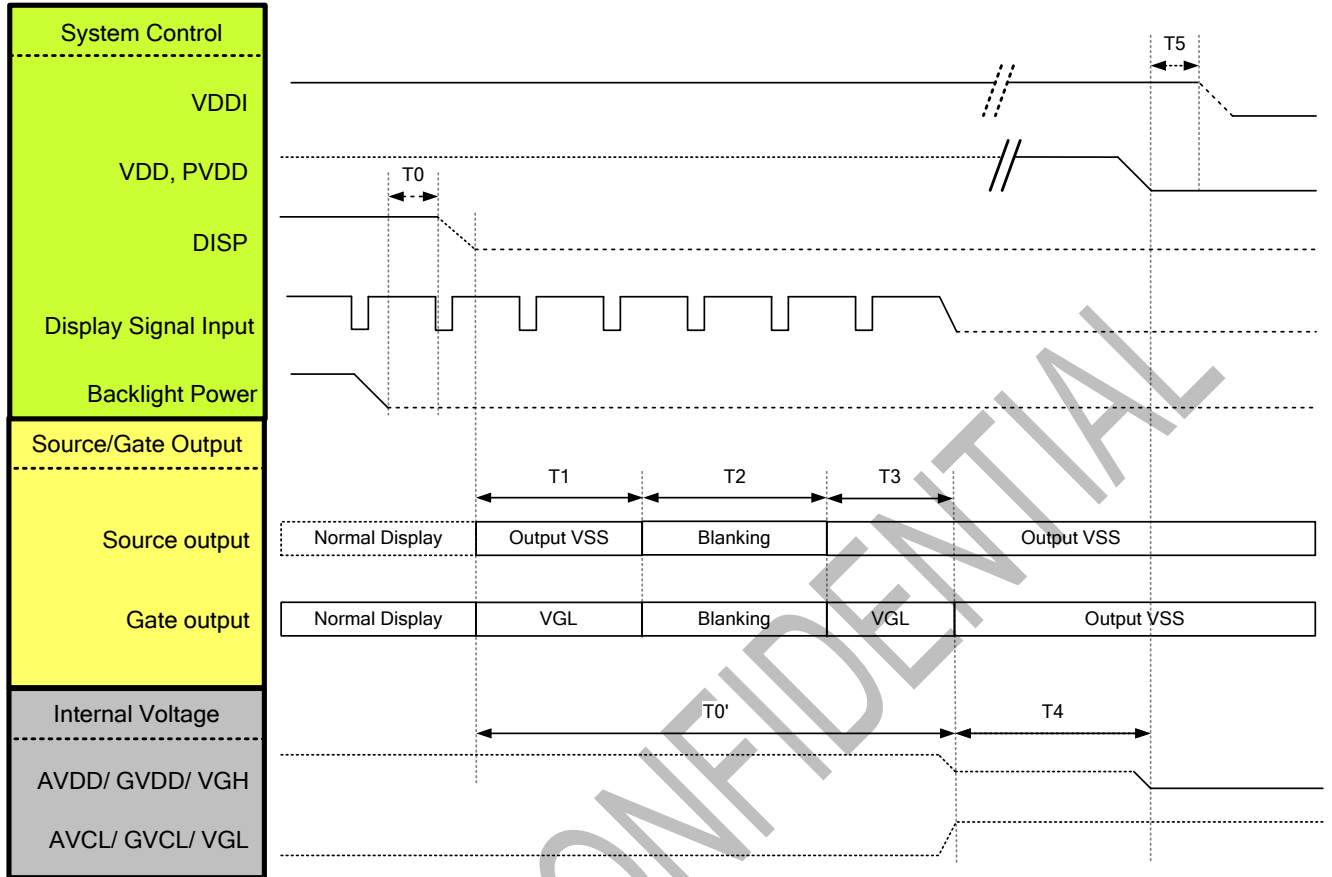 System Control
T5
VDDI
VDD, PVDD
T0
DISP
Display Signal Input
Backlight Power
Source/Gate Output
T1 T2 T3
Source output Normal Display Output VSS Blanking Output VSS
Gate output Normal Display VGL Blanking VGL Output VSS
Internal Voltage
T0' T4
AVDD/ GVDD/ VGH
AVCL/ GVCL/ VGL
ONFIDENTIAL